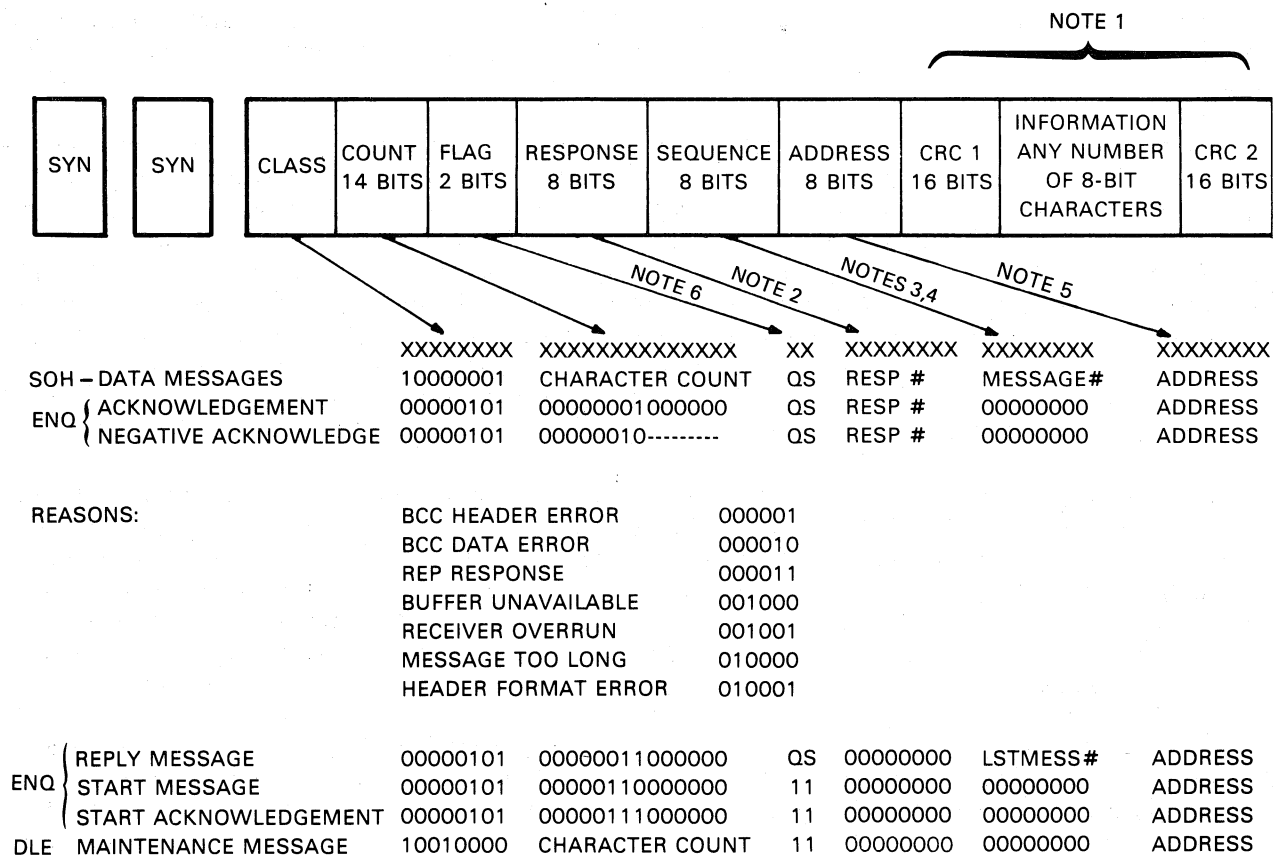 NOTE 1
SYN
SYN
CLASS
COUNT
14 BITS
FLAG
2 BITS
RESPONSE
8 BITS
SEQUENCE
8 BITS
ADDRESS
8 BITS
CRC 1
16 BITS
INFORMATION
ANY NUMBER
OF 8-BIT
CHARACTERS
CRC 2
16 BITS
NOTE 6
NOTE 2
NOTES 3,4
NOTE 5
XXXXXXXX XXXXXXXXXXXXXX XX XXXXXXXX XXXXXXXX XXXXXXXX
SOH – DATA MESSAGES 10000001 CHARACTER COUNT QS RESP # MESSAGE# ADDRESS
ENQ
ACKNOWLEDGEMENT 00000101 00000001000000 QS RESP # 00000000 ADDRESS
NEGATIVE ACKNOWLEDGE 00000101 00000010--------- QS RESP # 00000000 ADDRESS
REASONS:
BCC HEADER ERROR 000001
BCC DATA ERROR 000010
REP RESPONSE 000011
BUFFER UNAVAILABLE 001000
RECEIVER OVERRUN 001001
MESSAGE TOO LONG 010000
HEADER FORMAT ERROR 010001
ENQ
REPLY MESSAGE 00000101 00000011000000 QS 00000000 LSTMESS# ADDRESS
START MESSAGE 00000101 00000110000000 11 00000000 00000000 ADDRESS
START ACKNOWLEDGEMENT 00000101 00000111000000 11 00000000 00000000 ADDRESS
DLE MAINTENANCE MESSAGE 10010000 CHARACTER COUNT 11 00000000 00000000 ADDRESS